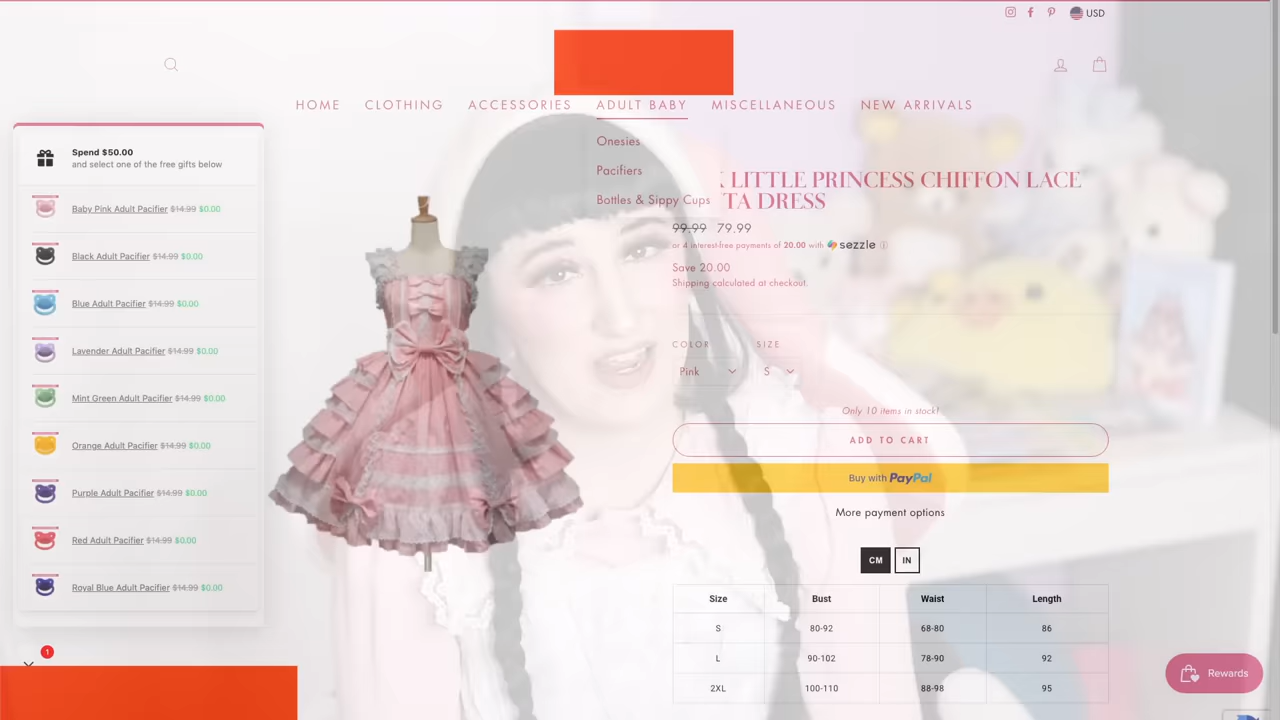 USD
HOME CLOTHING ACCESSORIES ADULT BABY MISCELLANEOUS NEW ARRIVALS
Onesies
Pacifiers
Bottles & Sippy Cups
Spend $50.00
and select one of the free gifts below
Baby Pink Adult Pacifier $14.99 $0.00
Black Adult Pacifier $14.99 $0.00
Blue Adult Pacifier $14.99 $0.00
Lavender Adult Pacifier $14.99 $0.00
Mint Green Adult Pacifier $14.99 $0.00
Orange Adult Pacifier $14.99 $0.00
Purple Adult Pacifier $14.99 $0.00
Red Adult Pacifier $14.99 $0.00
Royal Blue Adult Pacifier $14.99 $0.00
1
LITTLE PRINCESS CHIFFON LACE
TA DRESS
99.99 79.99
or 4 interest-free payments of 20.00 with sezzle
Save 20.00
Shipping calculated at checkout.
COLOR SIZE
Pink S
Only 10 items in stock!
ADD TO CART
Buy with PayPal
More payment options
CM IN
Size Bust Waist Length
S 80-92 68-80 86
L 90-102 78-90 92
2XL 100-110 88-98 95
Rewards